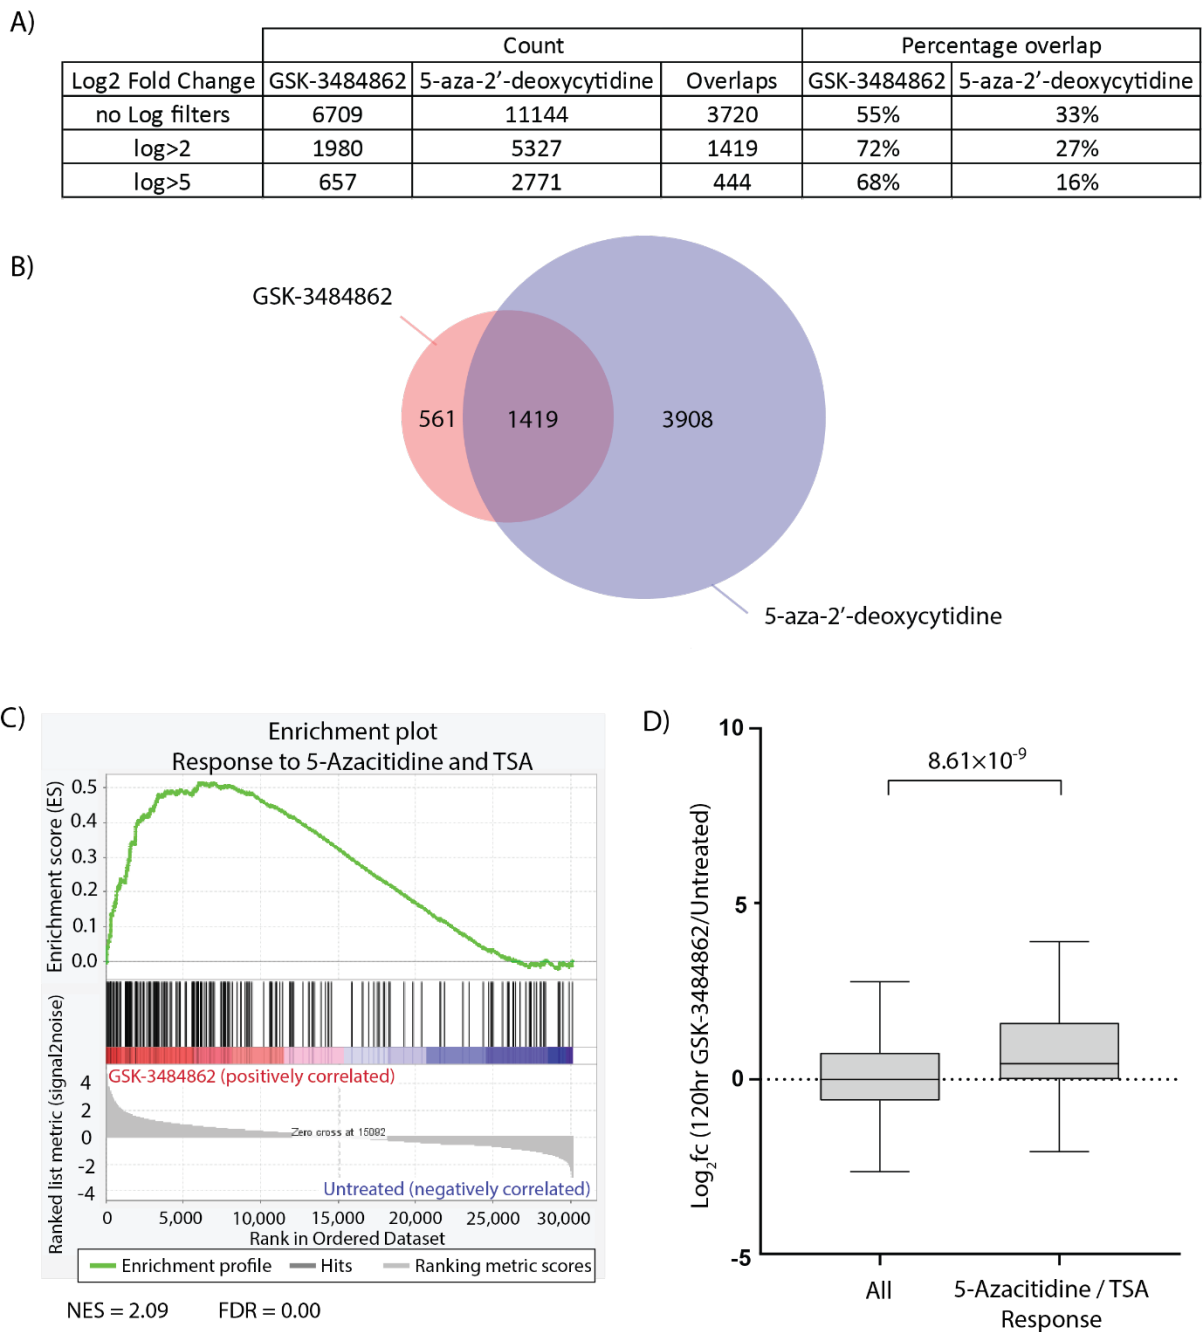 A)
Count Percentage overlap
Log2 Fold Change GSK-3484862 5-aza-2’-deoxycytidine Overlaps GSK-3484862 5-aza-2’-deoxycytidine
no Log filters 6709 11144 3720 55% 33%
log>2 1980 5327 1419 72% 27%
log>5 657 2771 444 68% 16%
B)
GSK-3484862
561 1419 3908
5-aza-2’-deoxycytidine
C)
Enrichment plot
Response to 5-Azacitidine and TSA
Enrichment score (ES)
0.5
0.4
0.3
0.2
0.1
0.0
Ranked list metric (signal2noise)
GSK-3484862 (positively correlated)
4
2
0
-2
-4
Zero cross at 15092
Untreated (negatively correlated)
0 5,000 10,000 15,000 20,000 25,000 30,000
Rank in Ordered Dataset
Enrichment profile Hits Ranking metric scores
NES = 2.09 FDR = 0.00
D)
Log₂fc (120hr GSK-3484862/Untreated)
10
5
0
-5
8.61×10⁻⁹
All 5-Azacitidine / TSA
Response